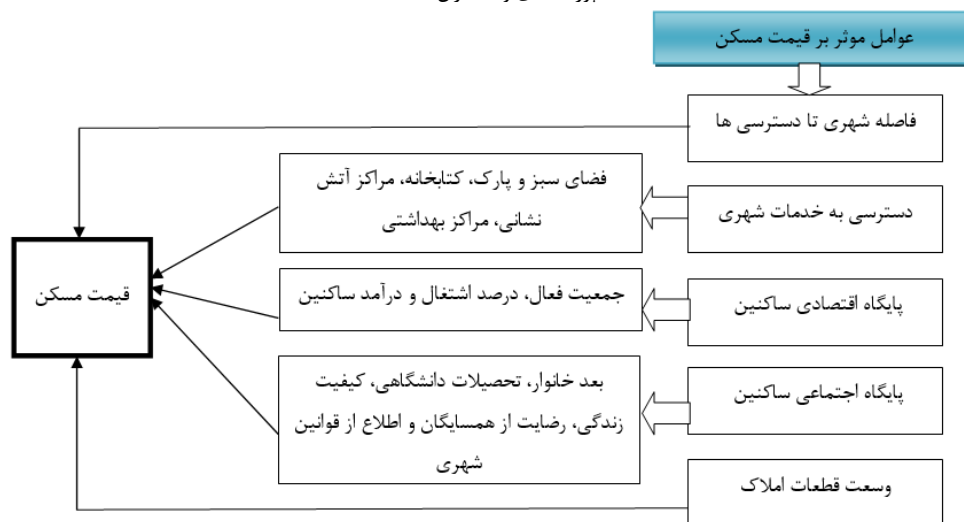 عوامل موثر بر قیمت مسکن
فاصله شهری تا دسترسی ها
فضای سبز و پارک، کتابخانه، مراکز آتش
نشانی، مراکز بهداشتی
دسترسی به خدمات شهری
قیمت مسکن
جمعیت فعال، درصد اشتغال و درآمد ساکنین
پایگاه اقتصادی ساکنین
بعد خانوار، تحصیلات دانشگاهی، کیفیت
زندگی، رضایت از همسایگان و اطلاع از قوانین
شهری
پایگاه اجتماعی ساکنین
وسعت قطعات املاک